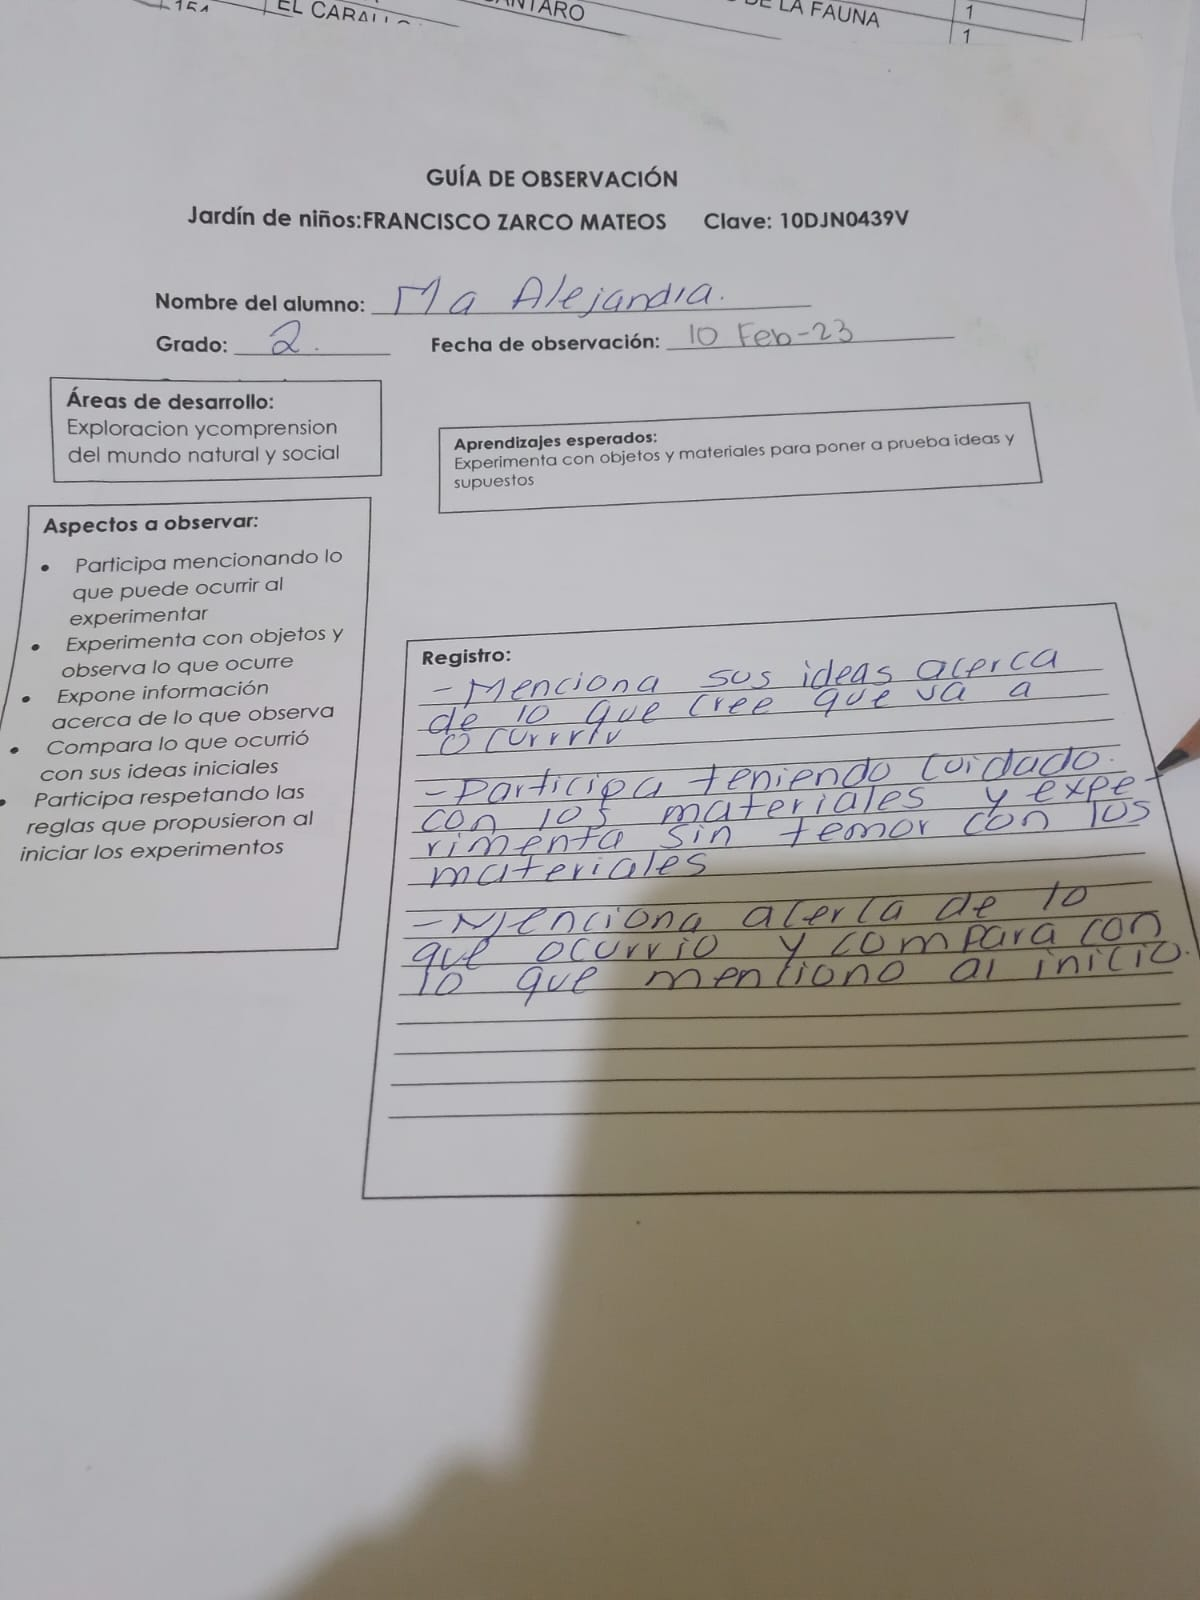 154
EL CABALLO
DE LA FAUNA
1
1
GUÍA DE OBSERVACIÓN
Jardín de niños:FRANCISCO ZARCO MATEOS Clave: 10DJN0439V
Nombre del alumno: Ma Alejandra.
Grado: 2. Fecha de observación: 10 Feb-23
Áreas de desarrollo:
Exploracion ycomprension
del mundo natural y social
Aprendizajes esperados:
Experimenta con objetos y materiales para poner a prueba ideas y
supuestos
Aspectos a observar:
• Participa mencionando lo
que puede ocurrir al
experimentar
• Experimenta con objetos y
observa lo que ocurre
• Expone información
acerca de lo que observa
• Compara lo que ocurrió
con sus ideas iniciales
• Participa respetando las
reglas que propusieron al
iniciar los experimentos
Registro:
- Menciona sus ideas acerca
de lo que cree que va a
ocurrrir
- Participa teniendo cuidado.
con los materiales y expe-
rimenta sin temor con los
materiales
- Menciona acerca de lo
que ocurrio y compara con
lo que menciono al inicio.